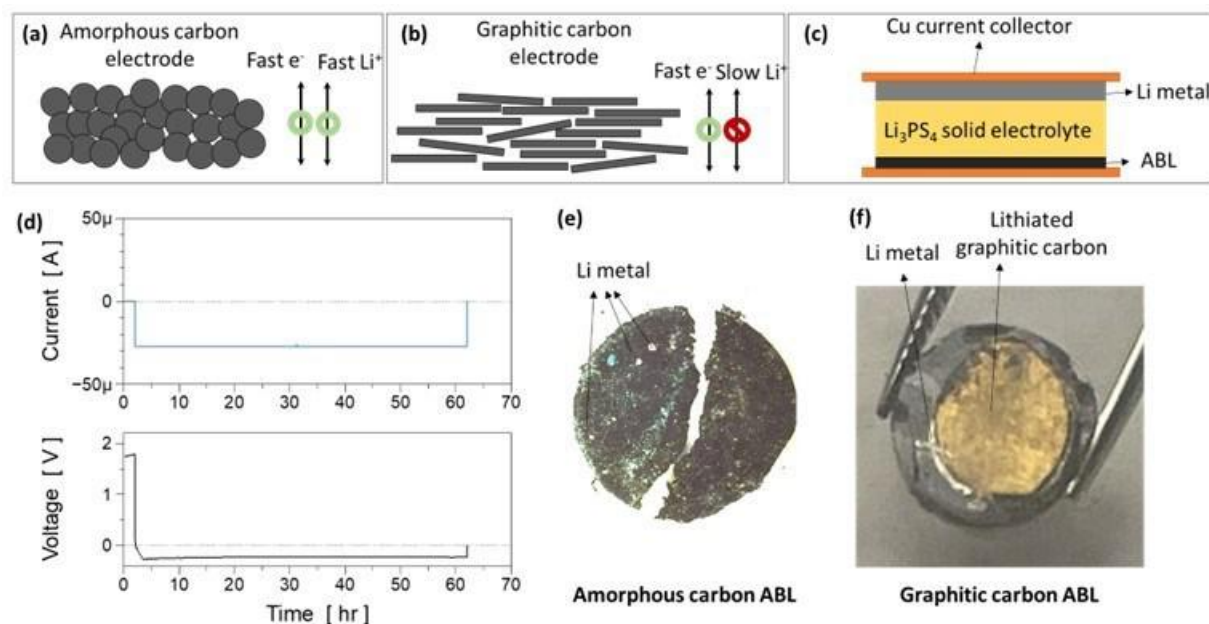 (a)
Amorphous carbon
electrode
Fast e⁻
Fast Li⁺
(b)
Graphitic carbon
electrode
Fast e⁻ Slow Li⁺
(c)
Cu current collector
Li metal
Li₃PS₄ solid electrolyte
ABL
(d)
Current [ A ]
50µ
0
−50µ
0 10 20 30 40 50 60 70
Voltage [ V ]
2
1
0
0 10 20 30 40 50 60 70
Time [ hr ]
(e)
Li metal
Amorphous carbon ABL
(f)
Lithiated
graphitic carbon
Li metal
Graphitic carbon ABL